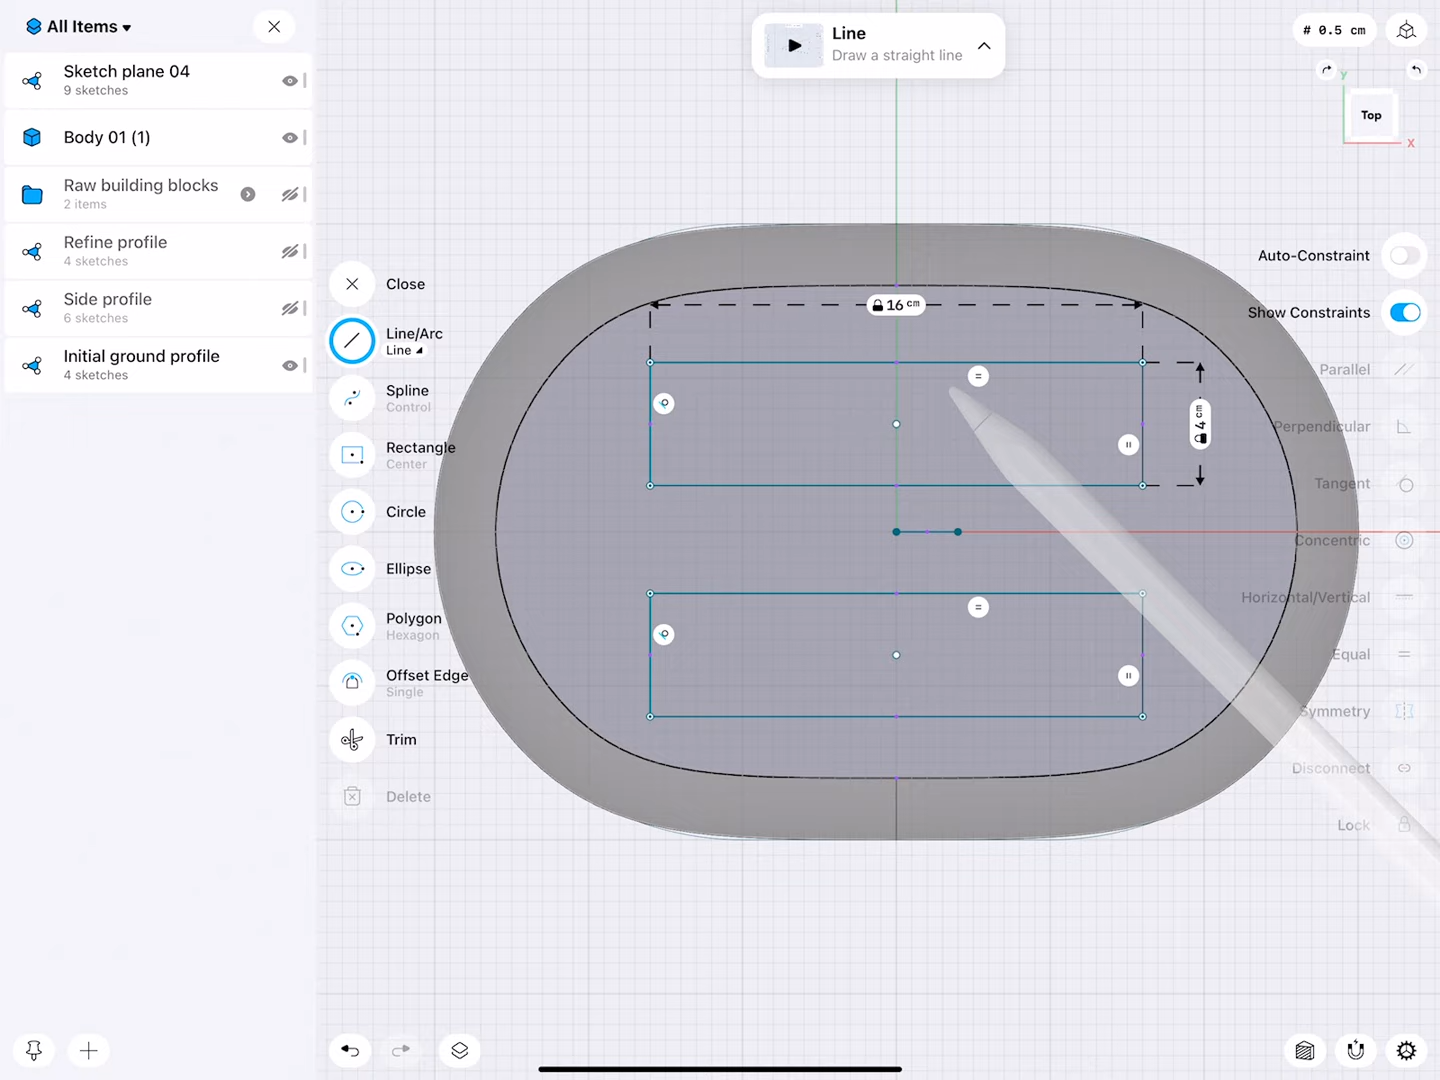 All Items
Sketch plane 04
9 sketches
Body 01 (1)
Raw building blocks
2 items
Refine profile
4 sketches
Side profile
6 sketches
Initial ground profile
4 sketches
Close
Line/Arc
Line
Spline
Control
Rectangle
Center
Circle
Ellipse
Polygon
Hexagon
Offset Edge
Single
Trim
Delete
Line
Draw a straight line
16 cm
4 cm
# 0.5 cm
y
Top
X
Auto-Constraint
Show Constraints
Parallel
Perpendicular
Tangent
Concentric
Horizontal/Vertical
Equal
Symmetry
Disconnect
Lock